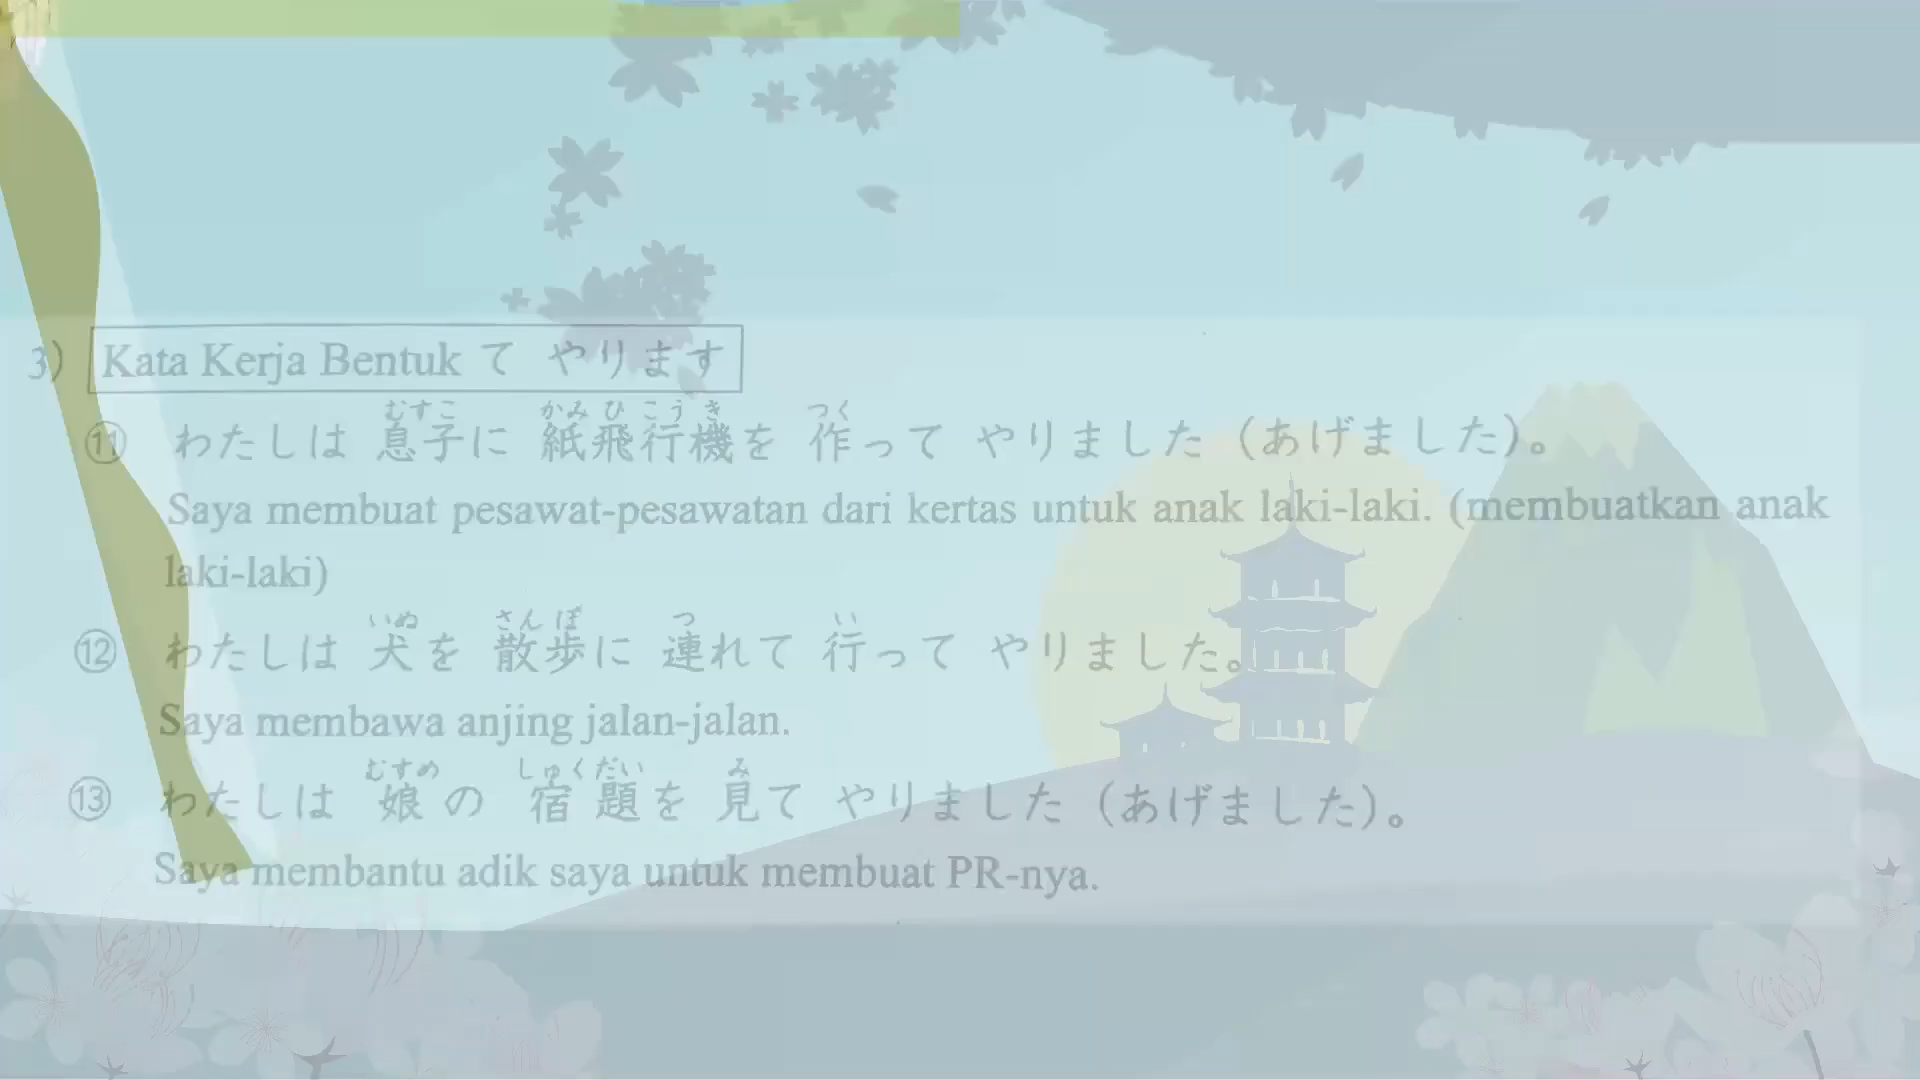 3) Kata Kerja Bentuk て やります
むすこ かみ ひ こう き つく
⑪ わたしは 息子に 紙飛行機を 作って やりました (あげました)。
Saya membuat pesawat-pesawatan dari kertas untuk anak laki-laki. (membuatkan anak
laki-laki)
いぬ さん ぽ つ い
⑫ わたしは 犬を 散歩に 連れて 行って やりました。
Saya membawa anjing jalan-jalan.
むすめ しゅくだい み
⑬ わたしは 娘の 宿題を 見て やりました (あげました)。
Saya membantu adik saya untuk membuat PR-nya.